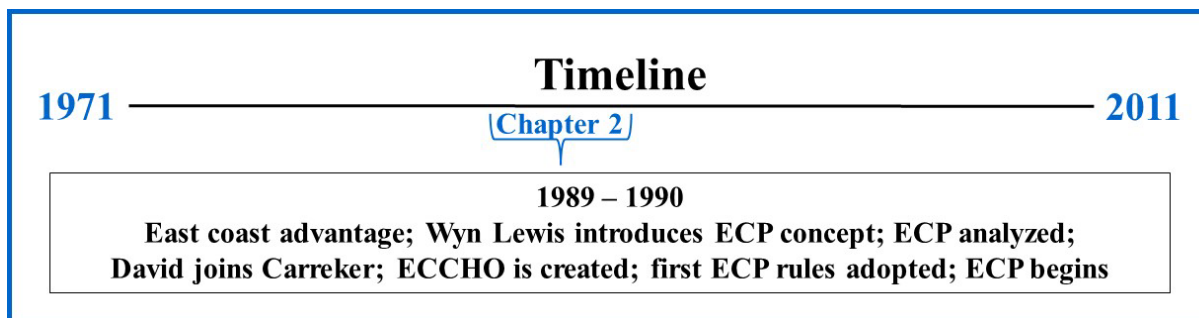 Timeline
1971
2011
Chapter 2
1989 – 1990
East coast advantage; Wyn Lewis introduces ECP concept; ECP analyzed;
David joins Carreker; ECCHO is created; first ECP rules adopted; ECP begins